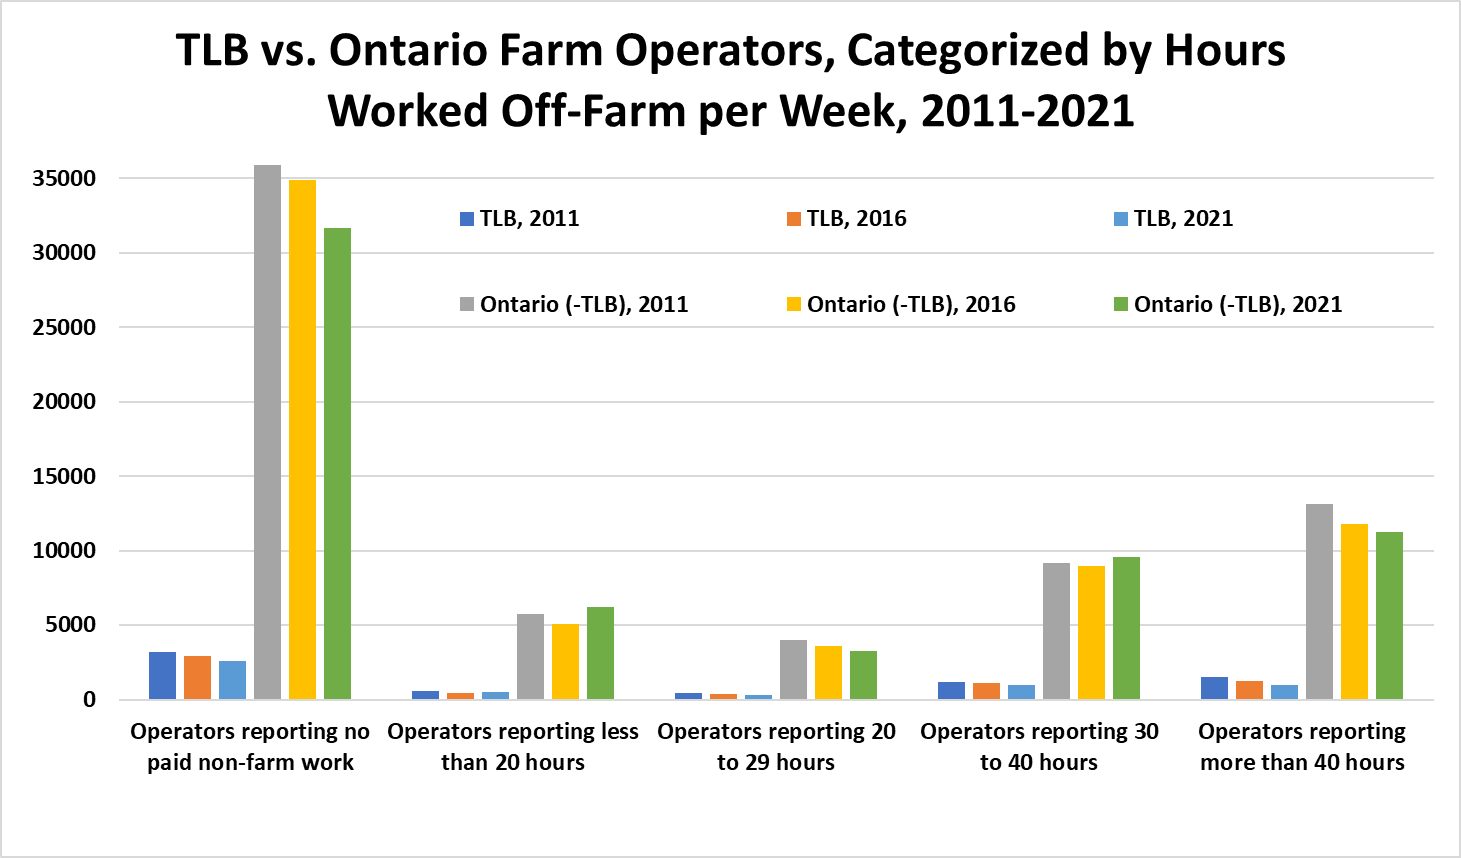 TLB vs. Ontario Farm Operators, Categorized by Hours
Worked Off-Farm per Week, 2011-2021
35000
30000
25000
20000
15000
10000
5000
0
TLB, 2011
TLB, 2016
TLB, 2021
Ontario (-TLB), 2011
Ontario (-TLB), 2016
Ontario (-TLB), 2021
Operators reporting no
paid non-farm work
Operators reporting less
than 20 hours
Operators reporting 20
to 29 hours
Operators reporting 30
to 40 hours
Operators reporting
more than 40 hours